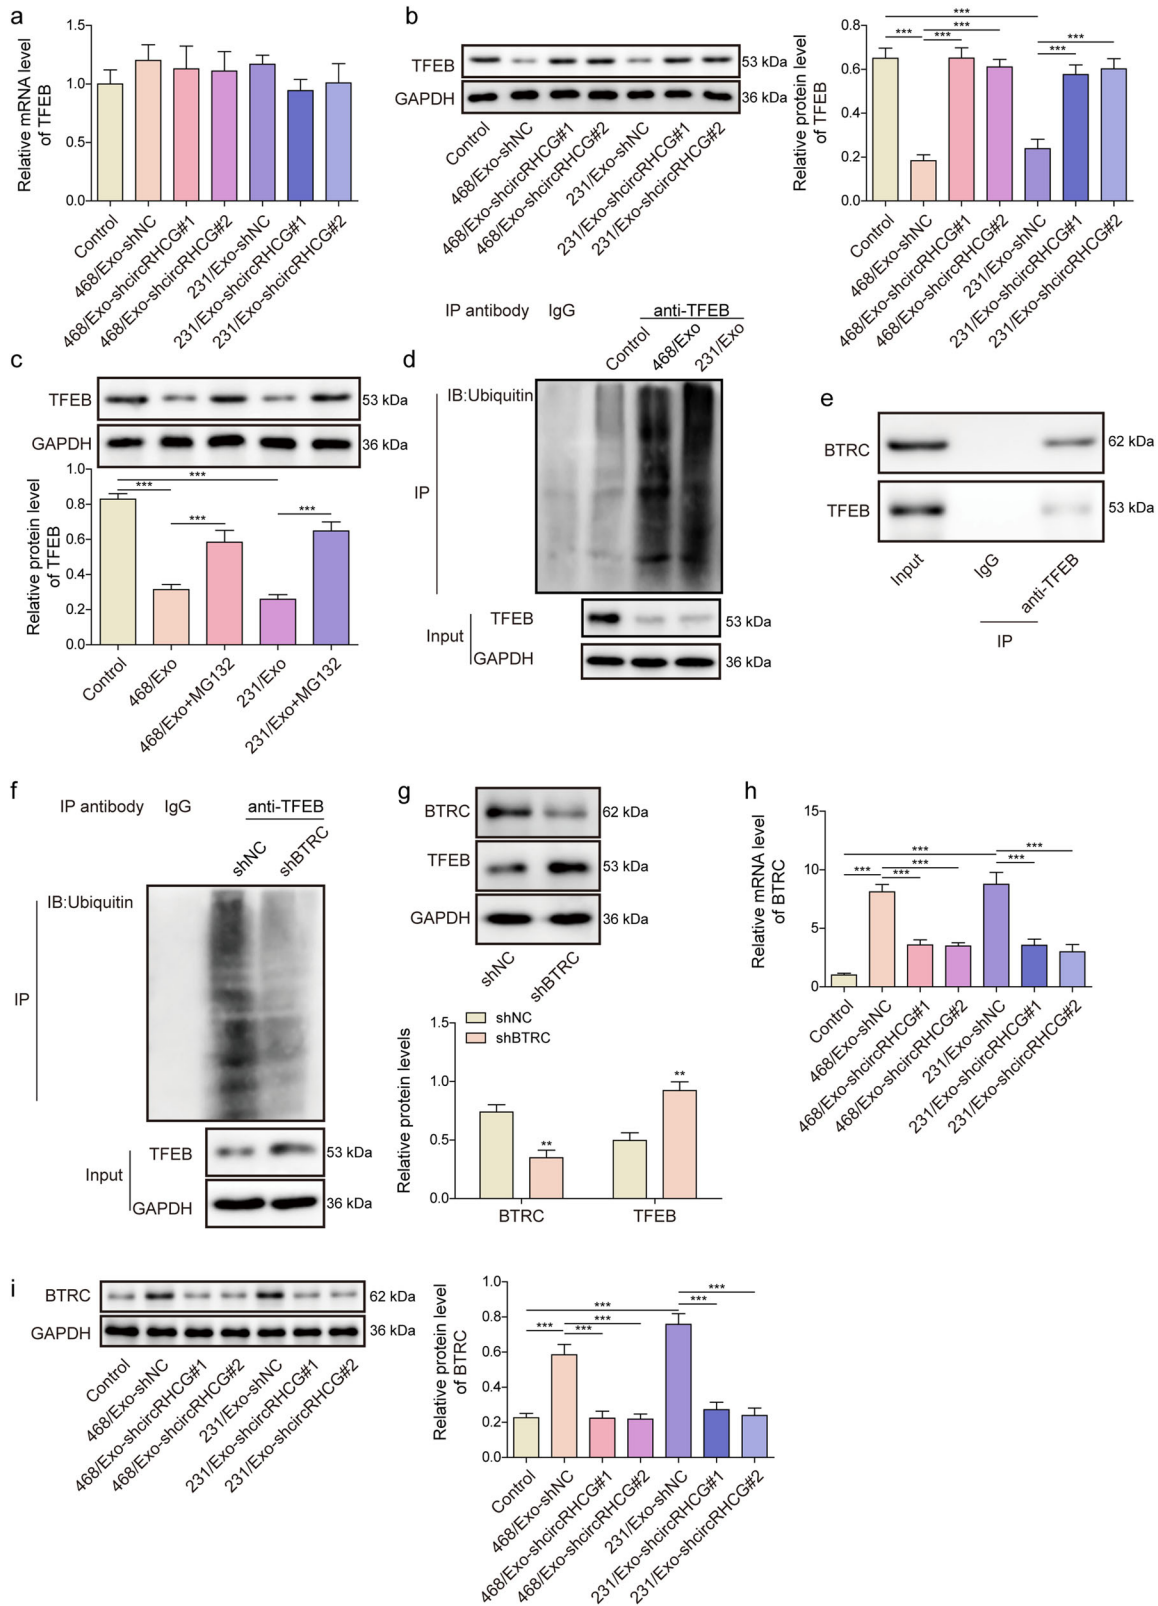 a
Relative mRNA level
of TFEB
1.5
1.0
0.5
0.0
Control
468/Exo-shNC
468/Exo-shcircRHCG#1
468/Exo-shcircRHCG#2
231/Exo-shNC
231/Exo-shcircRHCG#1
231/Exo-shcircRHCG#2
b
TFEB
53 kDa
GAPDH
36 kDa
Control
468/Exo-shNC
468/Exo-shcircRHCG#1
468/Exo-shcircRHCG#2
231/Exo-shNC
231/Exo-shcircRHCG#1
231/Exo-shcircRHCG#2
Relative protein level
of TFEB
0.8
0.6
0.4
0.2
0.0
***
***
***
***
***
***
Control
468/Exo-shNC
468/Exo-shcircRHCG#1
468/Exo-shcircRHCG#2
231/Exo-shNC
231/Exo-shcircRHCG#1
231/Exo-shcircRHCG#2
c
TFEB
53 kDa
GAPDH
36 kDa
Relative protein level
of TFEB
1.0
0.8
0.6
0.4
0.2
0.0
***
***
***
***
Control
468/Exo
468/Exo+MG132
231/Exo
231/Exo+MG132
d
IP antibody IgG anti-TFEB
Control
468/Exo
231/Exo
IB:Ubiquitin
IP
Input
TFEB
53 kDa
GAPDH
36 kDa
e
BTRC
62 kDa
TFEB
53 kDa
Input
IgG
anti-TFEB
IP
f
IP antibody IgG anti-TFEB
shNC
shBTRC
IB:Ubiquitin
IP
Input
TFEB
53 kDa
GAPDH
36 kDa
g
BTRC
62 kDa
TFEB
53 kDa
GAPDH
36 kDa
shNC
shBTRC
Relative protein levels
1.5
1.0
0.5
0.0
shNC
shBTRC
**
**
BTRC
TFEB
h
Relative mRNA level
of BTRC
15
10
5
0
***
***
***
***
***
***
Control
468/Exo-shNC
468/Exo-shcircRHCG#1
468/Exo-shcircRHCG#2
231/Exo-shNC
231/Exo-shcircRHCG#1
231/Exo-shcircRHCG#2
i
BTRC
62 kDa
GAPDH
36 kDa
Control
468/Exo-shNC
468/Exo-shcircRHCG#1
468/Exo-shcircRHCG#2
231/Exo-shNC
231/Exo-shcircRHCG#1
231/Exo-shcircRHCG#2
Relative protein level
of BTRC
1.0
0.8
0.6
0.4
0.2
0.0
***
***
***
***
***
***
Control
468/Exo-shNC
468/Exo-shcircRHCG#1
468/Exo-shcircRHCG#2
231/Exo-shNC
231/Exo-shcircRHCG#1
231/Exo-shcircRHCG#2